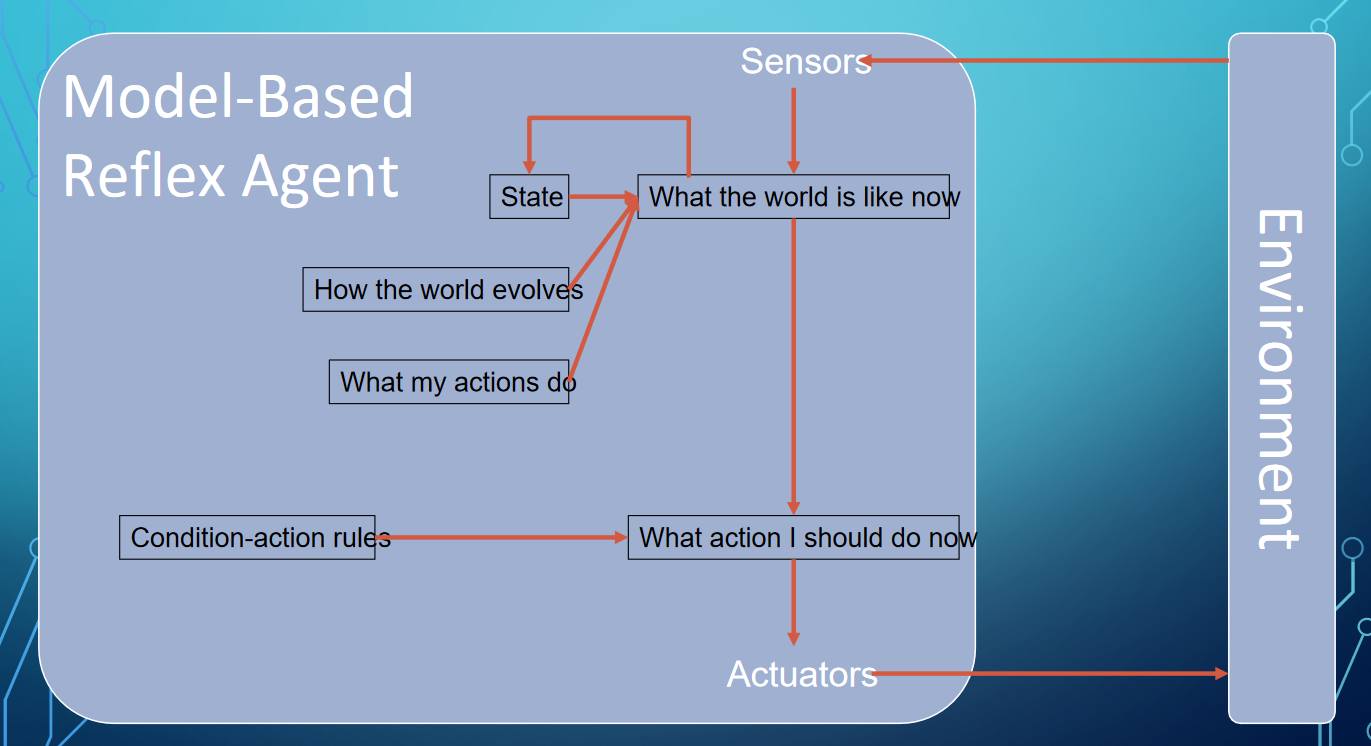 Model-Based
Reflex Agent
Sensors
State
What the world is like now
How the world evolves
What my actions do
Condition-action rules
What action I should do now
Actuators
Environment